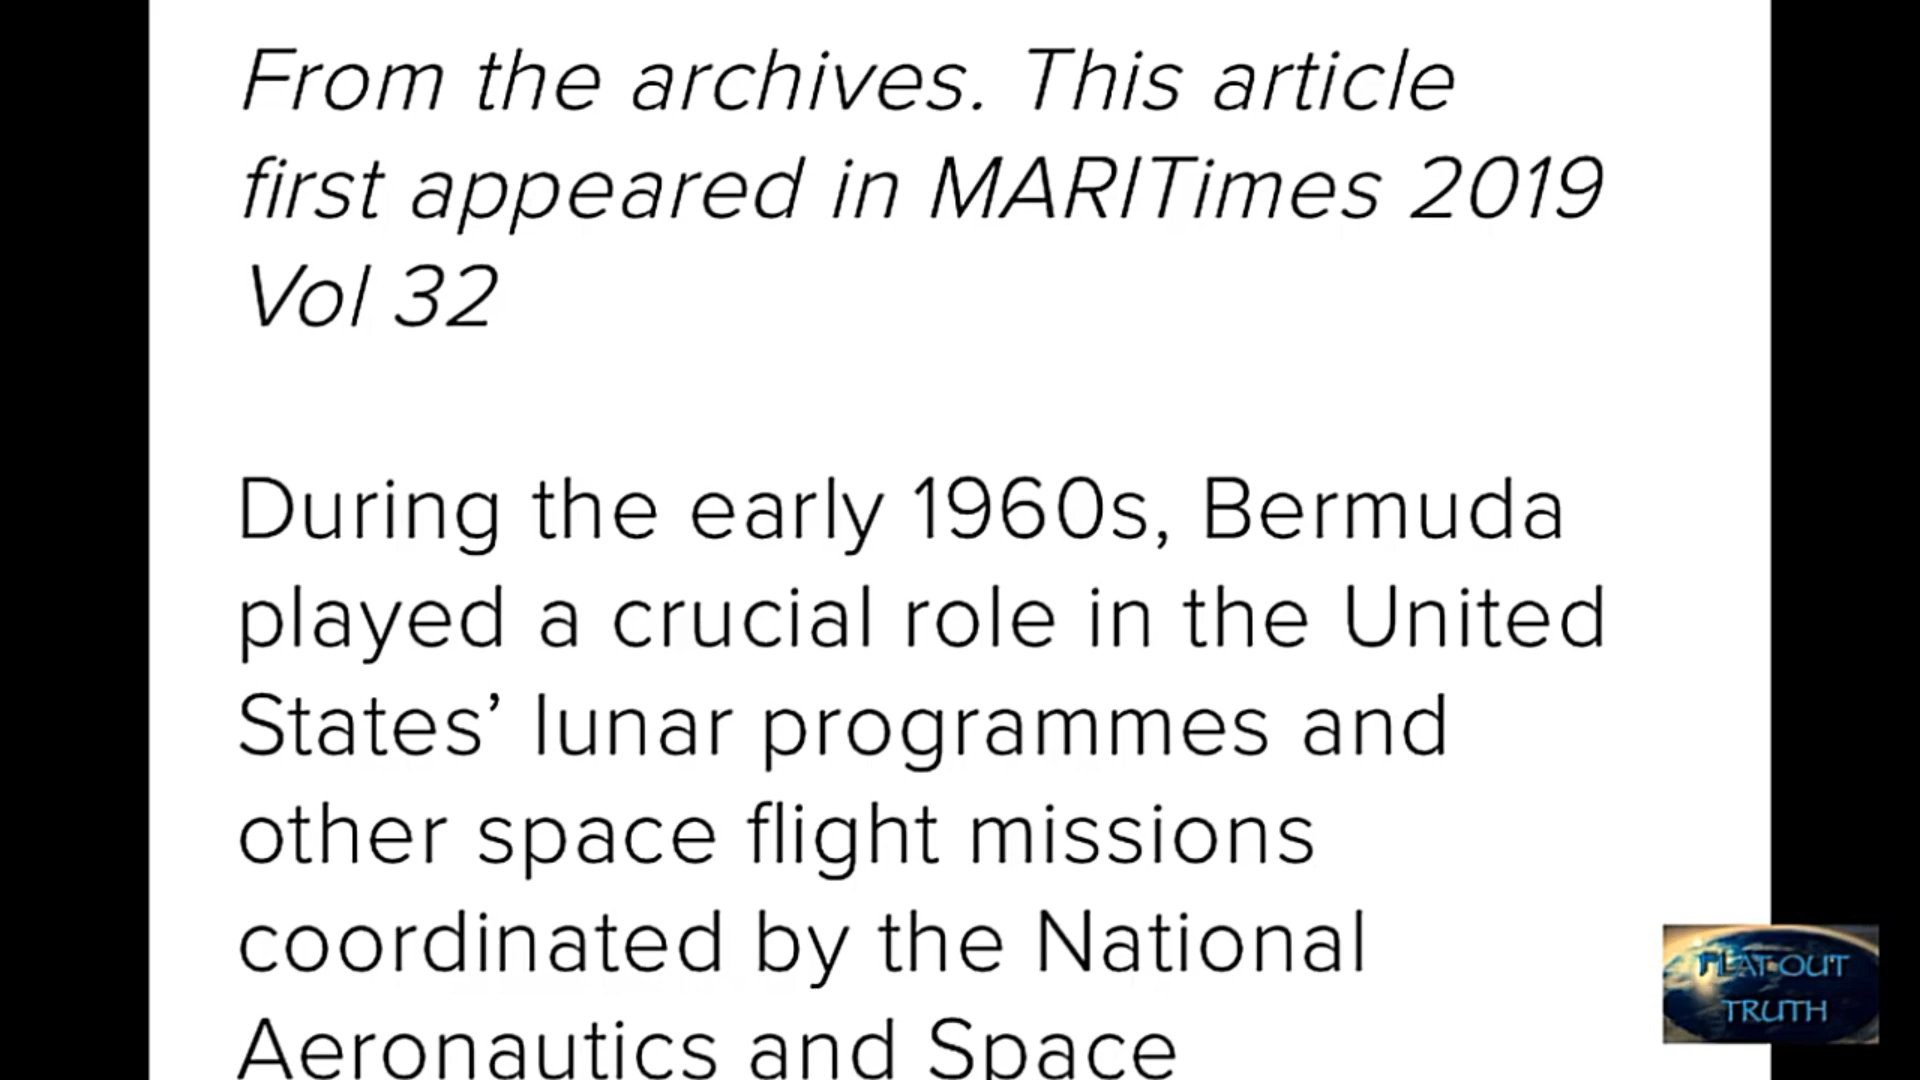 From the archives. This article
first appeared in MARITimes 2019
Vol 32
During the early 1960s, Bermuda
played a crucial role in the United
States’ lunar programmes and
other space flight missions
coordinated by the National
Aeronautics and Space
FLAT OUT
TRUTH